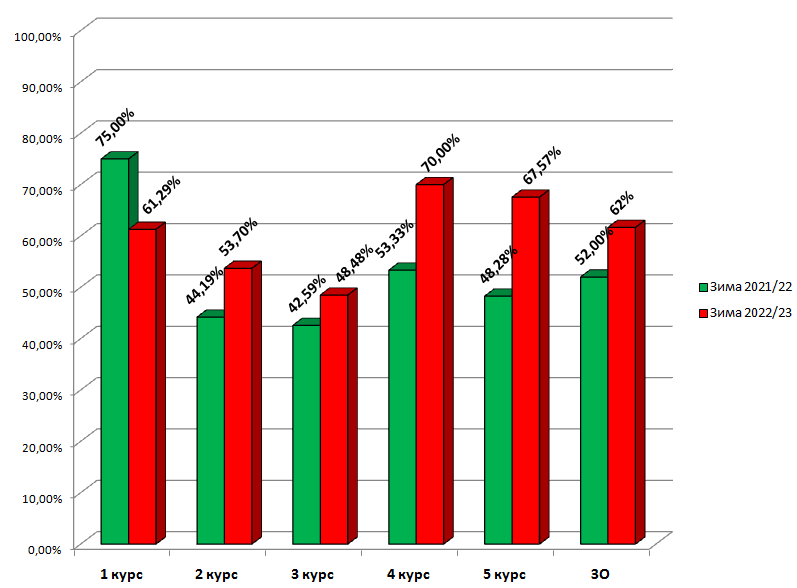 100,00%
90,00%
80,00%
70,00%
60,00%
50,00%
40,00%
30,00%
20,00%
10,00%
0,00%
75,00%
61,29%
44,19%
53,70%
42,59%
48,48%
53,33%
70,00%
48,28%
67,57%
52,00%
62%
1 курс
2 курс
3 курс
4 курс
5 курс
ЗО
Зима 2021/22
Зима 2022/23